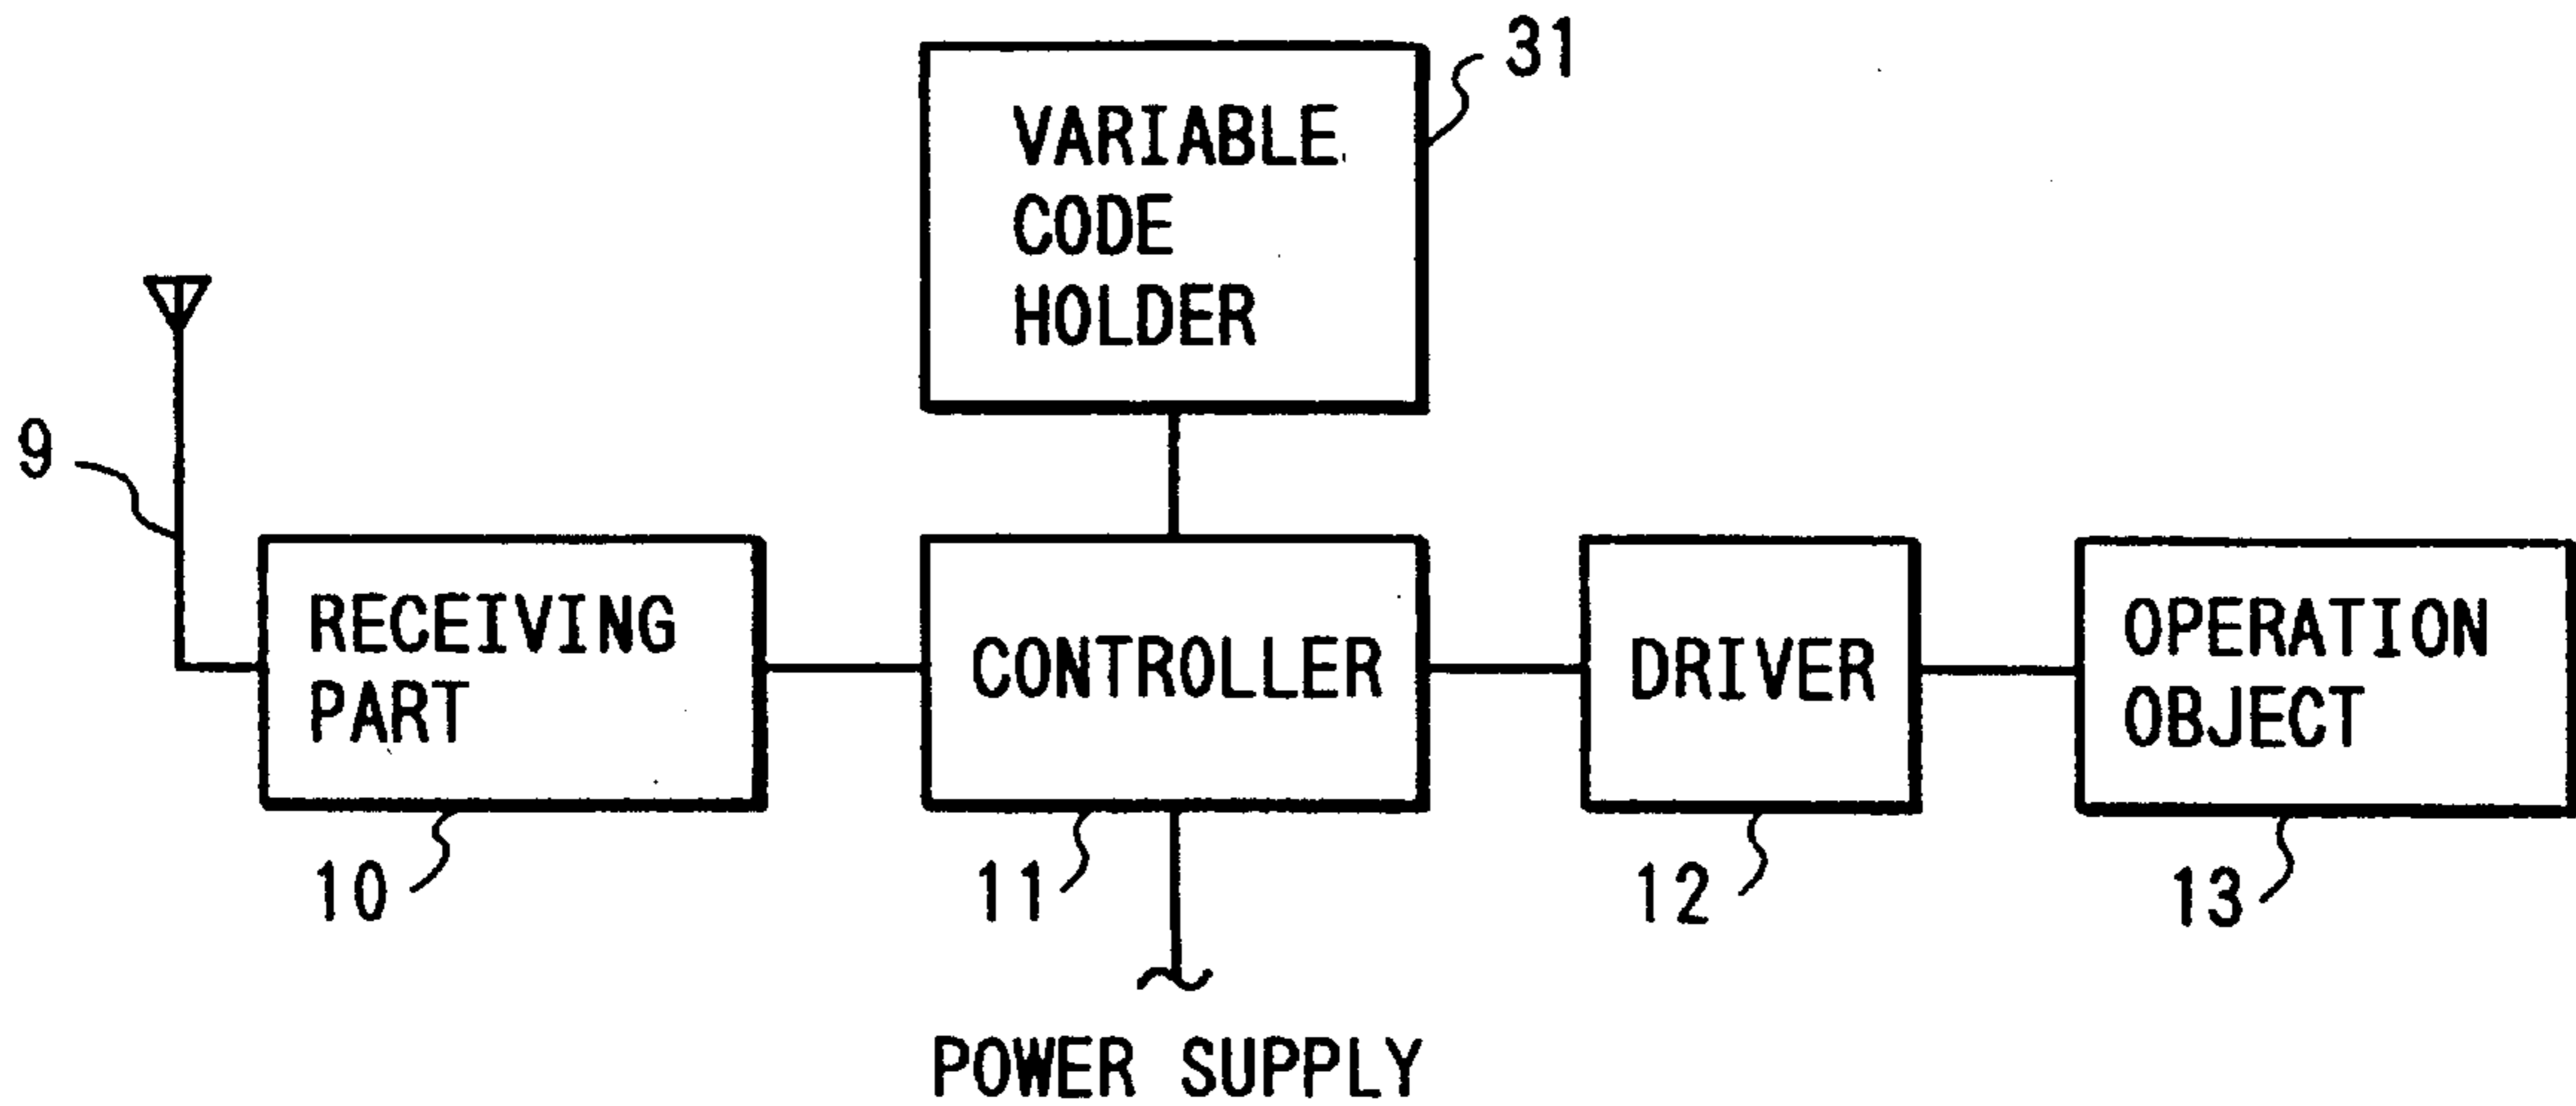 31
VARIABLE
CODE
HOLDER
9
RECEIVING
PART
CONTROLLER
DRIVER
OPERATION
OBJECT
10
11
12
13
POWER SUPPLY